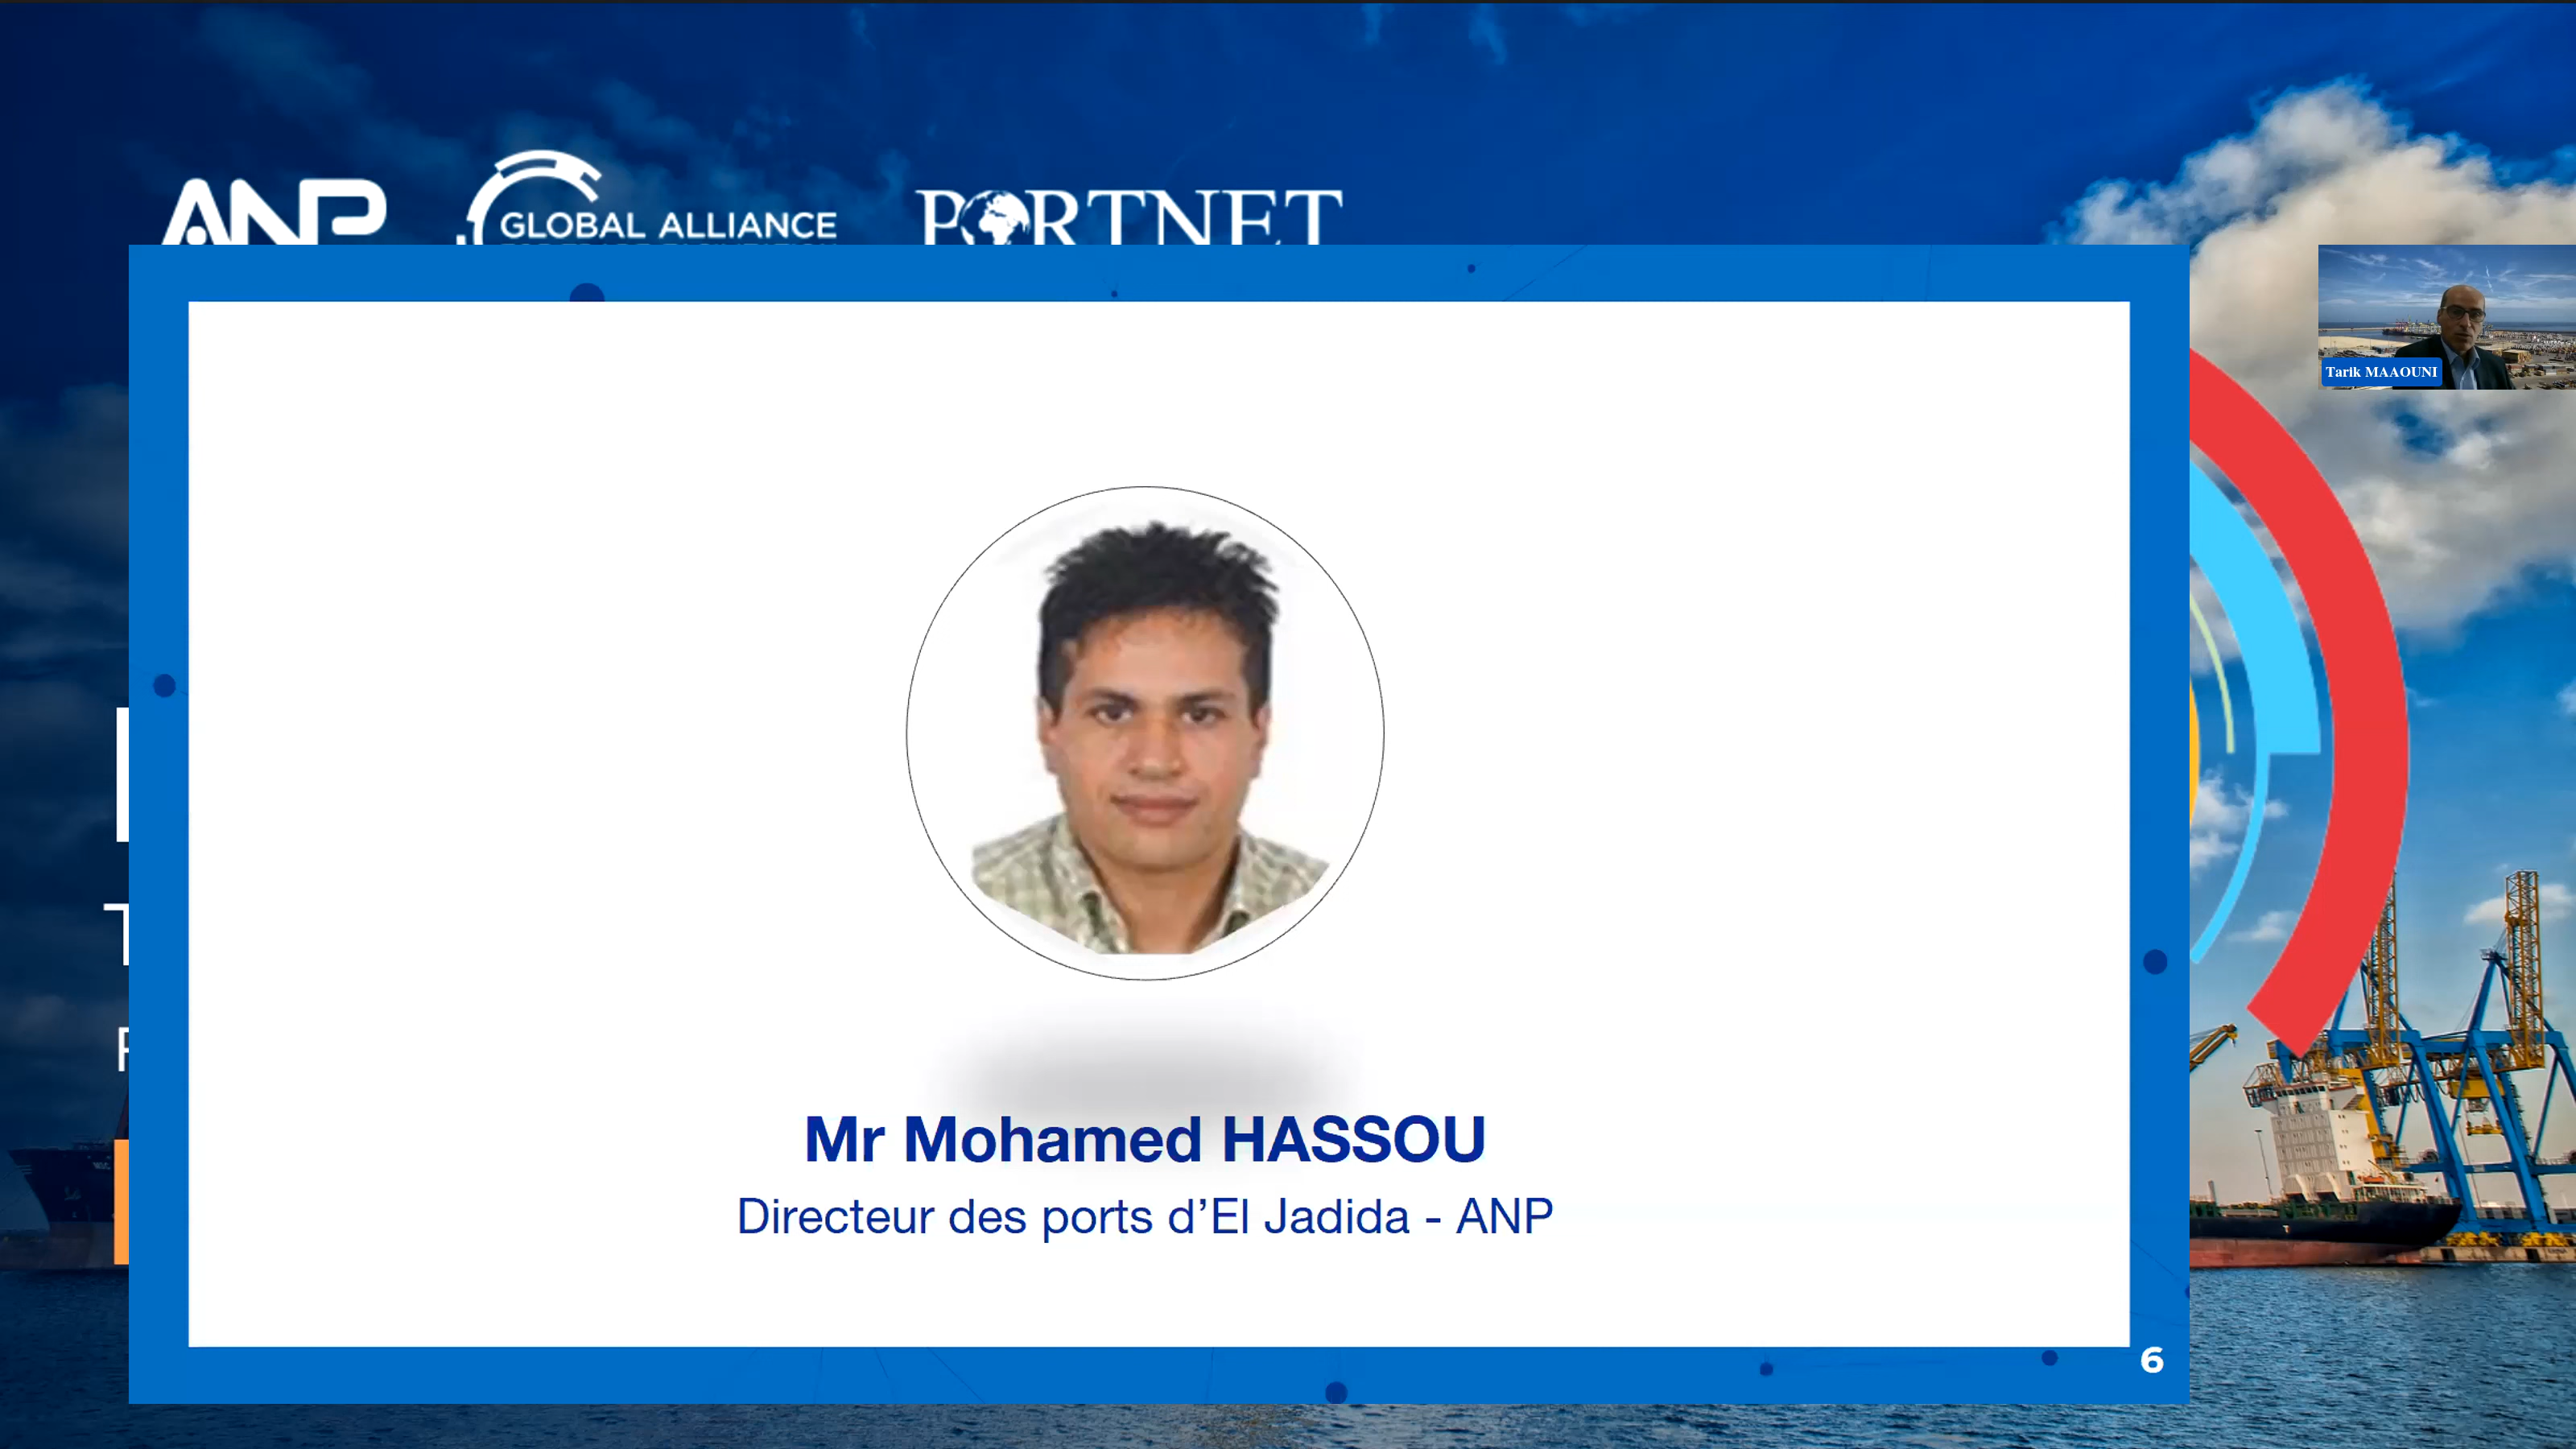 ANP
GLOBAL ALLIANCE
PORTNET
Tarik MAAOUNI
Mr Mohamed HASSOU
Directeur des ports d’El Jadida - ANP
6